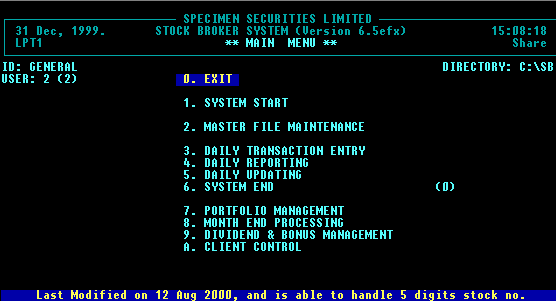 SPECIMEN SECURITIES LIMITED
31 Dec, 1999. STOCK BROKER SYSTEM (Version 6.5efx) 15:08:18
LPT1 ** MAIN MENU ** Share
ID: GENERAL DIRECTORY: C:\SB
USER: 2 (2)
0. EXIT
1. SYSTEM START
2. MASTER FILE MAINTENANCE
3. DAILY TRANSACTION ENTRY
4. DAILY REPORTING
5. DAILY UPDATING
6. SYSTEM END (0)
7. PORTFOLIO MANAGEMENT
8. MONTH END PROCESSING
9. DIVIDEND & BONUS MANAGEMENT
A. CLIENT CONTROL
Last Modified on 12 Aug 2000, and is able to handle 5 digits stock no.